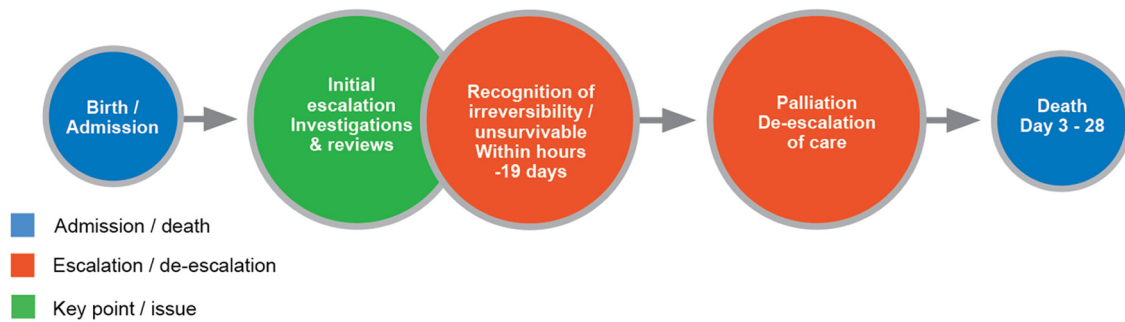 Birth /
Admission
Initial
escalation
Investigations
& reviews
Recognition of
irreversibility /
unsurvivable
Within hours
-19 days
Palliation
De-escalation
of care
Death
Day 3 - 28
Admission / death
Escalation / de-escalation
Key point / issue